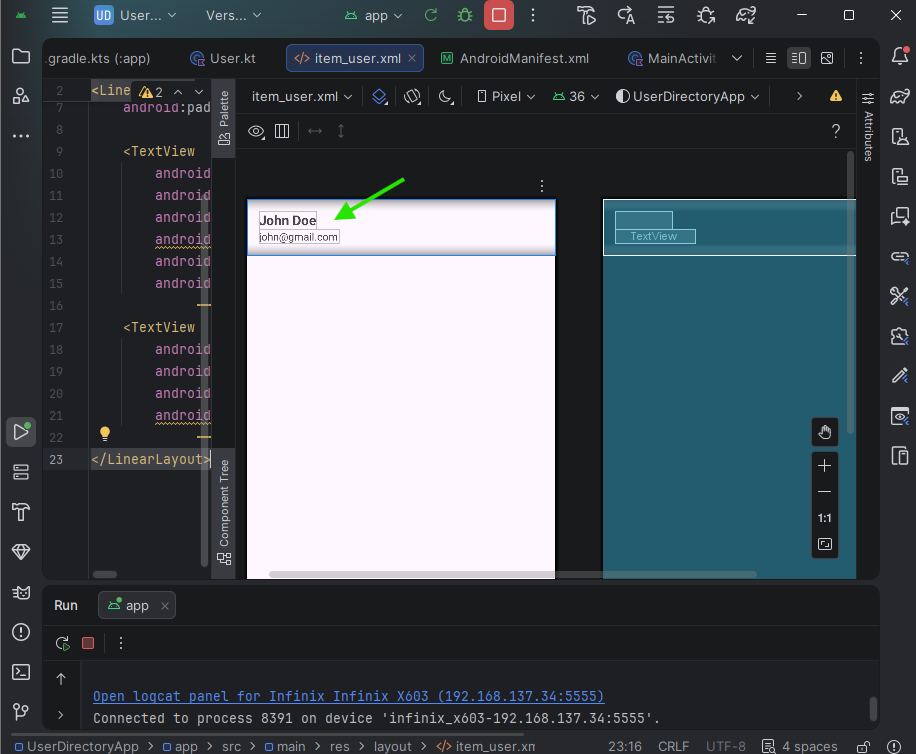 UD User... Vers... app
.gradle.kts (:app) User.kt item_user.xml AndroidManifest.xml MainActivit
2 <Line 2
7 android:pad
8
9 <TextView
10 android
11 android
12 android
13 android
14 android
15 android
16
17 <TextView
18 android
19 android
20 android
21 android
22
23 </LinearLayout>
Palette
Component Tree
item_user.xml Pixel 36 UserDirectoryApp
?
Attributes
John Doe
john@gmail.com
TextView
1:1
Run app
Open logcat panel for Infinix Infinix X603 (192.168.137.34:5555)
Connected to process 8391 on device 'infinix_x603-192.168.137.34:5555'.
UserDirectoryApp > app > src > main > res > layout > item_user.xm 23:16 CRLF UTF-8 4 spaces